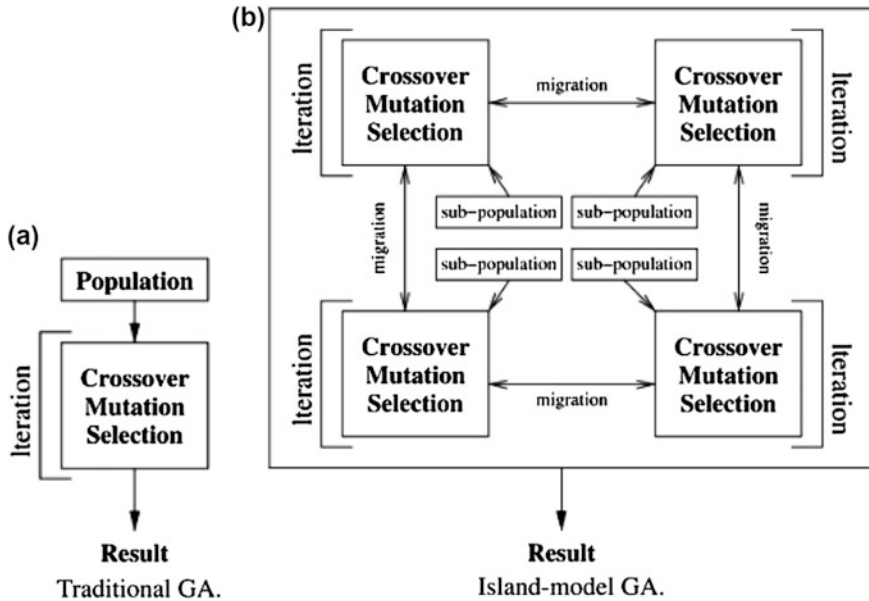 (a)
Population
Iteration
Crossover
Mutation
Selection
Result
Traditional GA.
(b)
Iteration
Crossover
Mutation
Selection
migration
Crossover
Mutation
Selection
Iteration
migration
sub-population
sub-population
migration
sub-population
sub-population
Iteration
Crossover
Mutation
Selection
migration
Crossover
Mutation
Selection
Iteration
Result
Island-model GA.